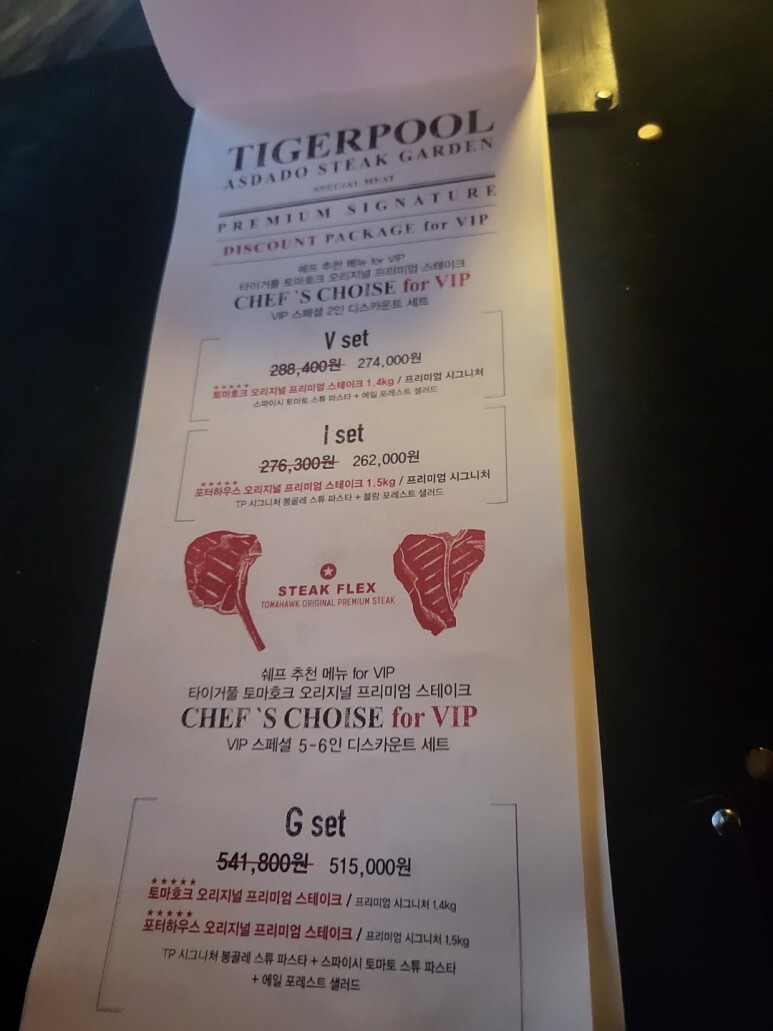 TIGERPOOL
ASDADO STEAK GARDEN
SPECIAL MEAT
PREMIUM SIGNATURE
DISCOUNT PACKAGE for VIP
쉐프 추천 메뉴 for VIP
타이거풀 토마호크 오리지널 프리미엄 스테이크
CHEF`S CHOISE for VIP
VIP 스페셜 2인 디스카운트 세트
V set
288,400원 274,000원
★★★★★
토마호크 오리지널 프리미엄 스테이크 1.4kg / 프리미엄 시그니처
스파이시 토마토 스튜 파스타 + 에일 포레스트 샐러드
I set
276,300원 262,000원
★★★★★
포터하우스 오리지널 프리미엄 스테이크 1.5kg / 프리미엄 시그니처
TP 시그니처 봉골레 스튜 파스타 + 블랑 포레스트 샐러드
STEAK FLEX
TOMAHAWK ORIGINAL PREMIUM STEAK
쉐프 추천 메뉴 for VIP
타이거풀 토마호크 오리지널 프리미엄 스테이크
CHEF`S CHOISE for VIP
VIP 스페셜 5-6인 디스카운트 세트
G set
541,800원 515,000원
★★★★★
토마호크 오리지널 프리미엄 스테이크 / 프리미엄 시그니처 1.4kg
★★★★★
포터하우스 오리지널 프리미엄 스테이크 / 프리미엄 시그니처 1.5kg
TP 시그니처 봉골레 스튜 파스타 + 스파이시 토마토 스튜 파스타
+ 에일 포레스트 샐러드